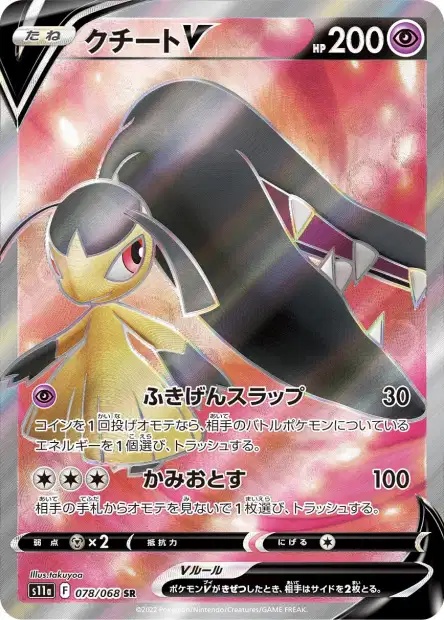 たね クチートV HP200
ふきげんスラップ 30
コインを1回投げオモテなら、相手のバトルポケモンについている
エネルギーを1個選び、トラッシュする。
かみおとす 100
相手の手札からオモテを見ないで1枚選び、トラッシュする。
弱点 ×2 抵抗力 にげる
Illus.takuyoa
Vルール
s11a F 078/068 SR
ポケモンVがきぜつしたとき、相手はサイドを2枚とる。
©2022 Pokémon/Nintendo/Creatures/GAME FREAK.